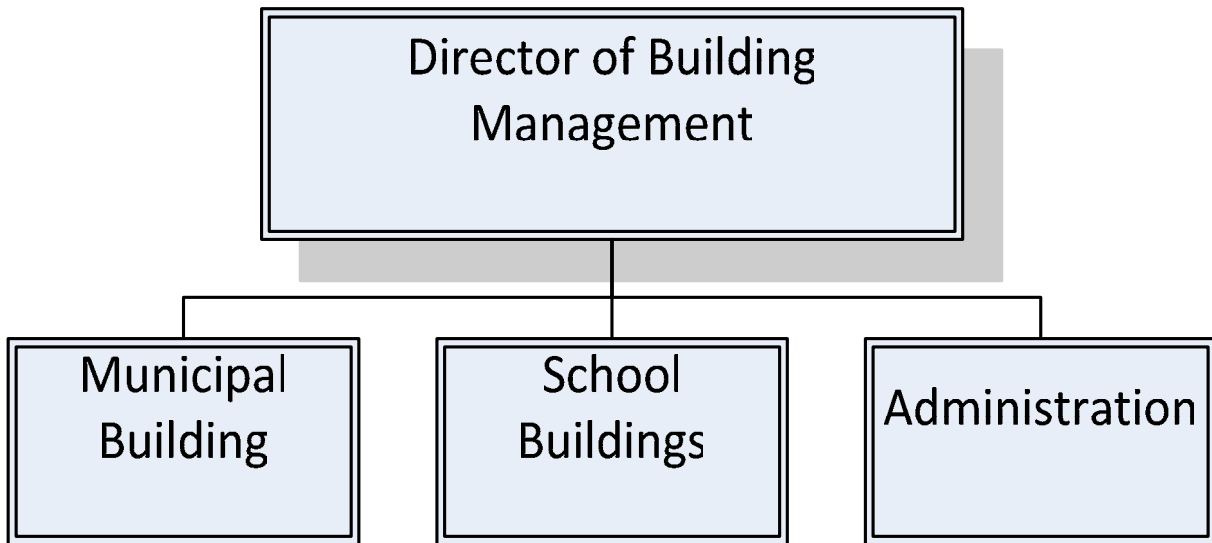 Director of Building
Management
Municipal
Building
School
Buildings
Administration